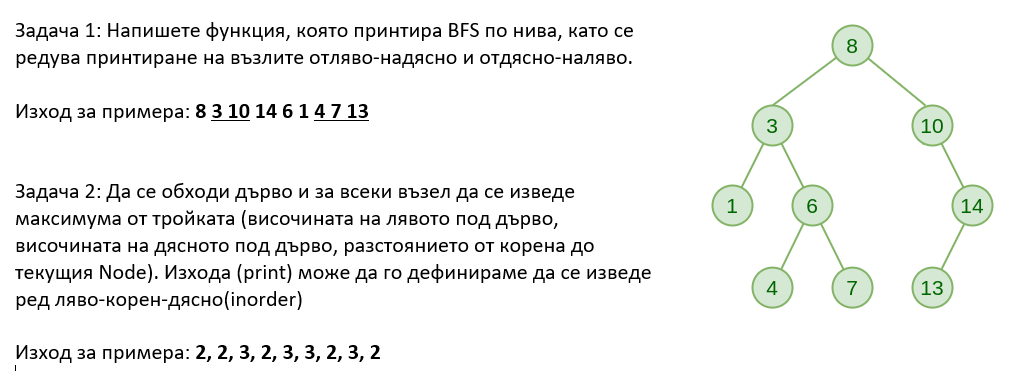 Задача 1: Напишете функция, която принтира BFS по нива, като се
редува принтиране на възлите отляво-надясно и отдясно-наляво.
Изход за примера: 8 3 10 14 6 1 4 7 13
Задача 2: Да се обходи дърво и за всеки възел да се изведе
максимума от тройката (височината на лявото под дърво,
височината на дясното под дърво, разстоянието от корена до
текущия Node). Изхода (print) може да го дефинираме да се изведе
ред ляво-корен-дясно(inorder)
Изход за примера: 2, 2, 3, 2, 3, 3, 2, 3, 2
8
3 10
1 6 14
4 7 13